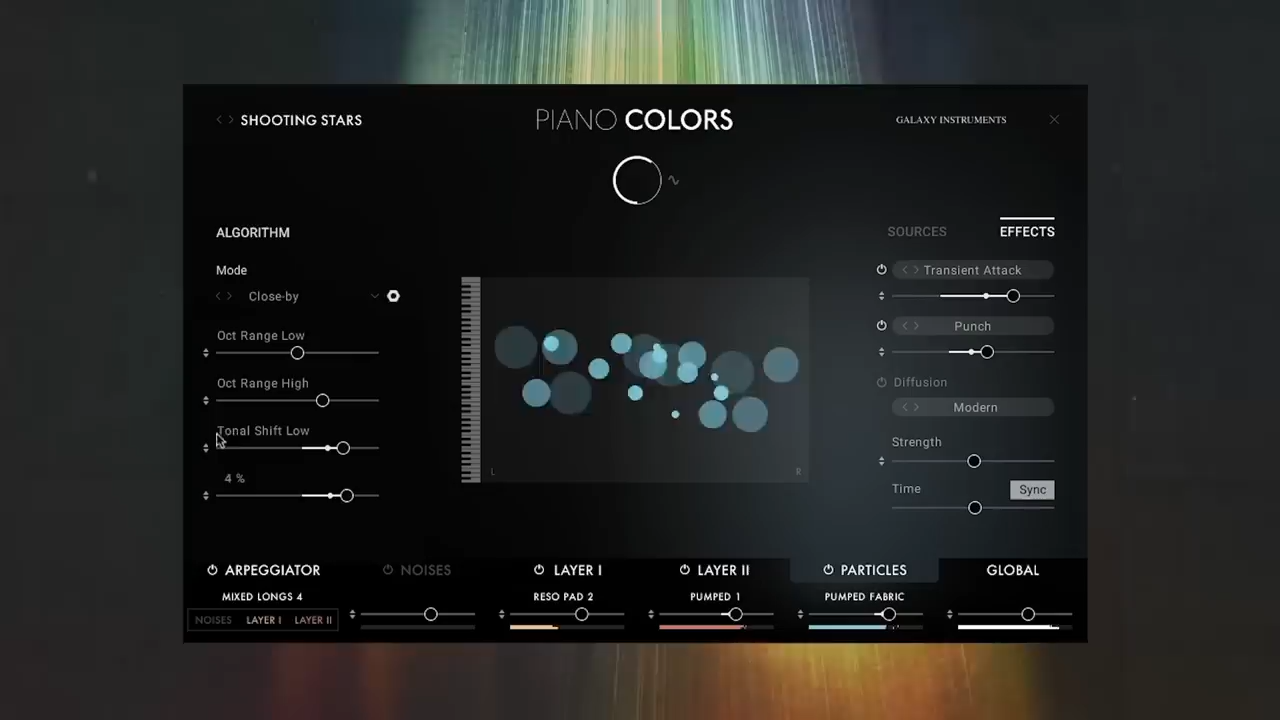 SHOOTING STARS
PIANO COLORS
GALAXY INSTRUMENTS
ALGORITHM
Mode
Close-by
Oct Range Low
Oct Range High
Tonal Shift Low
4 %
L
R
SOURCES
EFFECTS
Transient Attack
Punch
Diffusion
Modern
Strength
Time
Sync
ARPEGGIATOR
NOISES
LAYER I
LAYER II
PARTICLES
GLOBAL
MIXED LONGS 4
RESO PAD 2
PUMPED 1
PUMPED FABRIC
NOISES
LAYER I
LAYER II